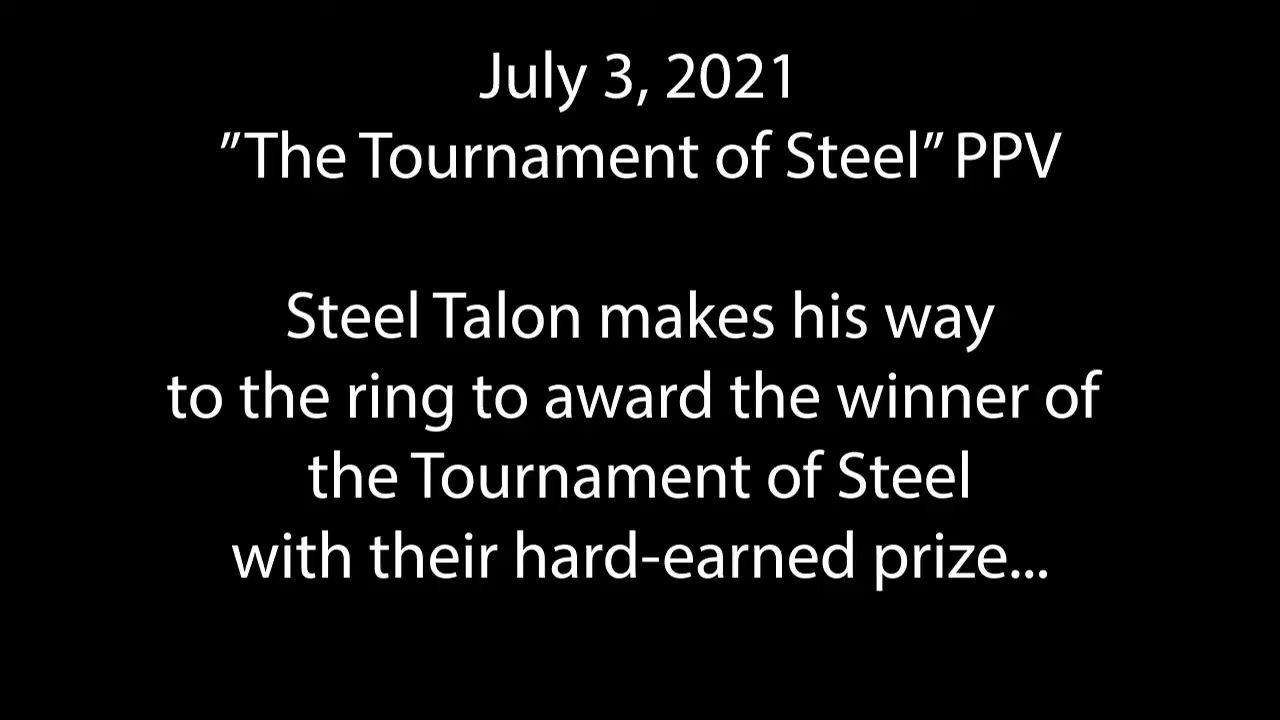 July 3, 2021
”The Tournament of Steel” PPV
Steel Talon makes his way
to the ring to award the winner of
the Tournament of Steel
with their hard-earned prize...